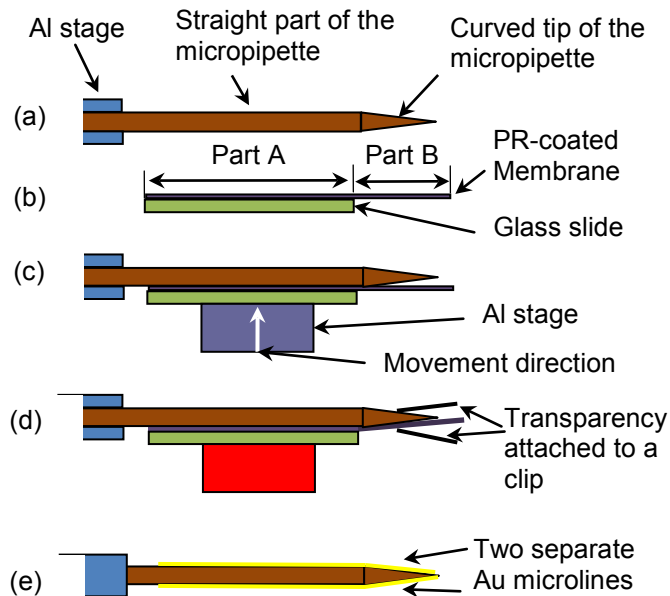 Al stage
Straight part of the
micropipette
Curved tip of the
micropipette
(a)
Part A
Part B
PR-coated
Membrane
(b)
Glass slide
(c)
Al stage
Movement direction
(d)
Transparency
attached to a
clip
(e)
Two separate
Au microlines